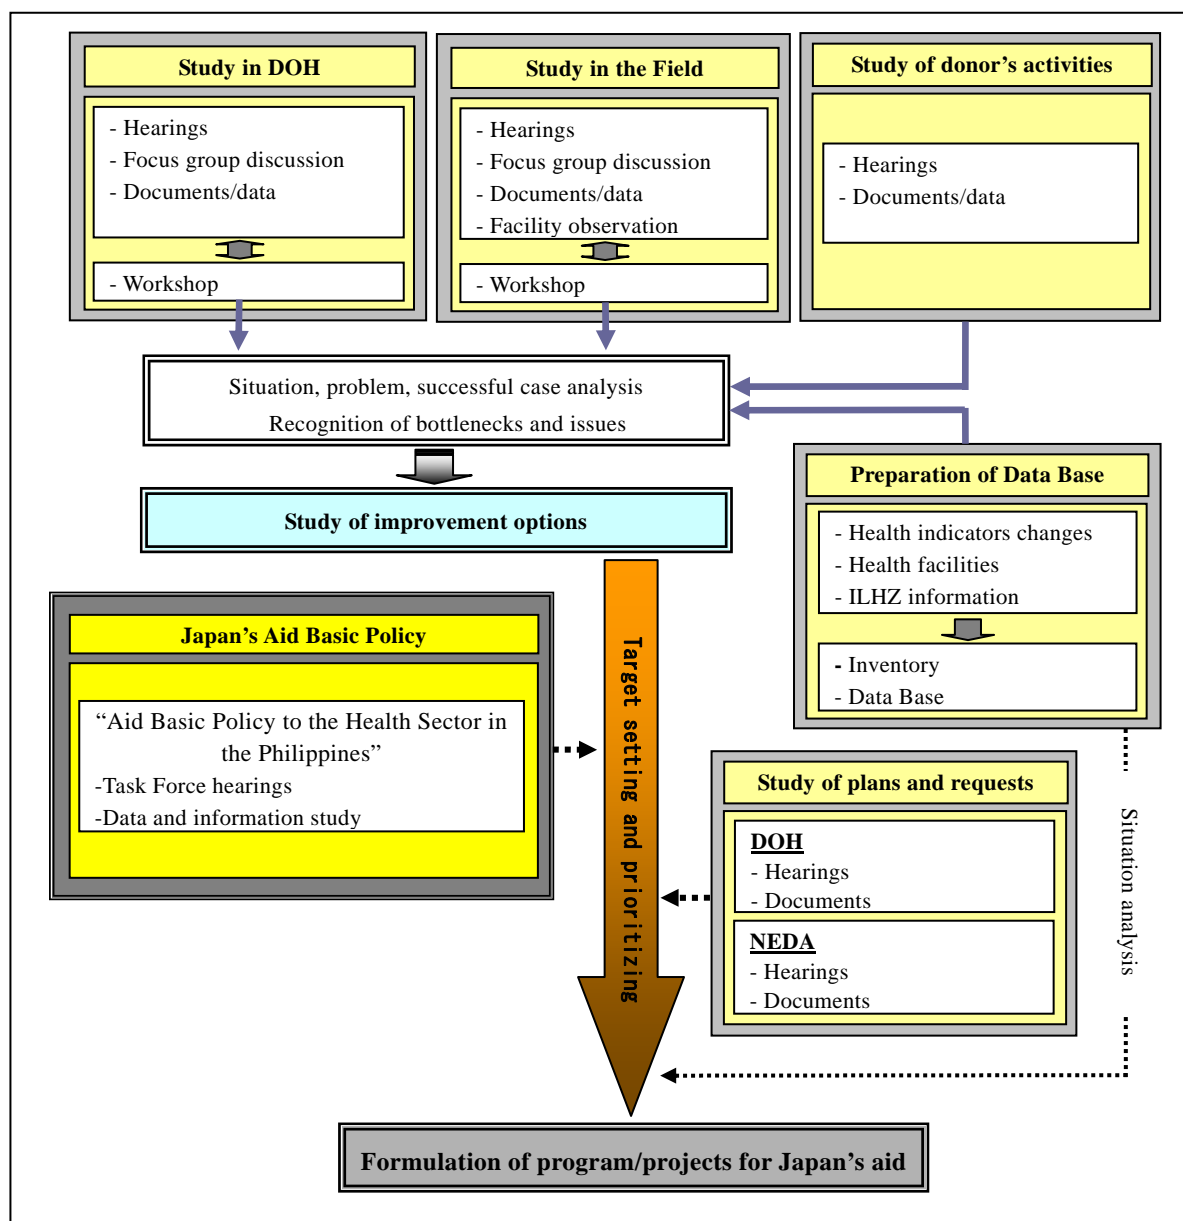 Study in DOH
- Hearings
- Focus group discussion
- Documents/data
- Workshop
Study in the Field
- Hearings
- Focus group discussion
- Documents/data
- Facility observation
- Workshop
Study of donor’s activities
- Hearings
- Documents/data
Situation, problem, successful case analysis
Recognition of bottlenecks and issues
Study of improvement options
Preparation of Data Base
- Health indicators changes
- Health facilities
- ILHZ information
- Inventory
- Data Base
Japan’s Aid Basic Policy
“Aid Basic Policy to the Health Sector in
the Philippines”
-Task Force hearings
-Data and information study
Target setting and prioritizing
Study of plans and requests
DOH
- Hearings
- Documents
NEDA
- Hearings
- Documents
Situation analysis
Formulation of program/projects for Japan’s aid